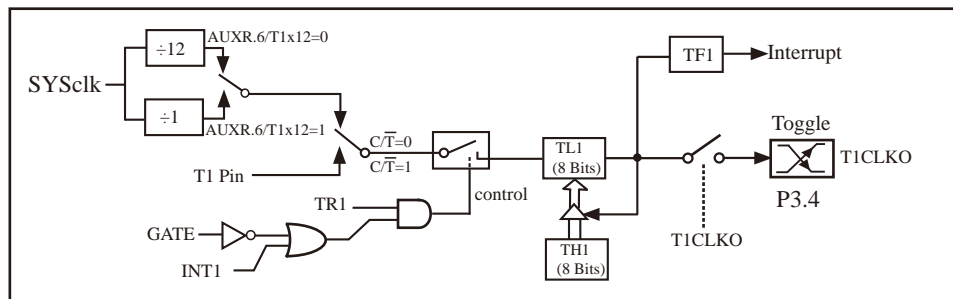 AUXR.6/T1x12=0
÷12
SYSclk
÷1
AUXR.6/T1x12=1
C/T̅=0
C/T̅=1
T1 Pin
TR1
control
GATE
INT1
TL1
(8 Bits)
TH1
(8 Bits)
TF1
Interrupt
Toggle
T1CLKO
P3.4
T1CLKO